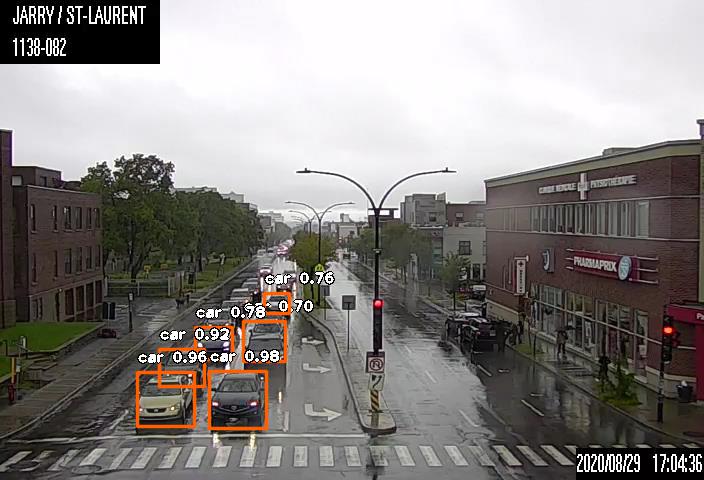 JARRY / ST-LAURENT
1138-082
car 0.76
0.70
car 0.78
car 0.92
car 0.96
car 0.98
PHARMAPRIX
2020/08/29 17:04:36